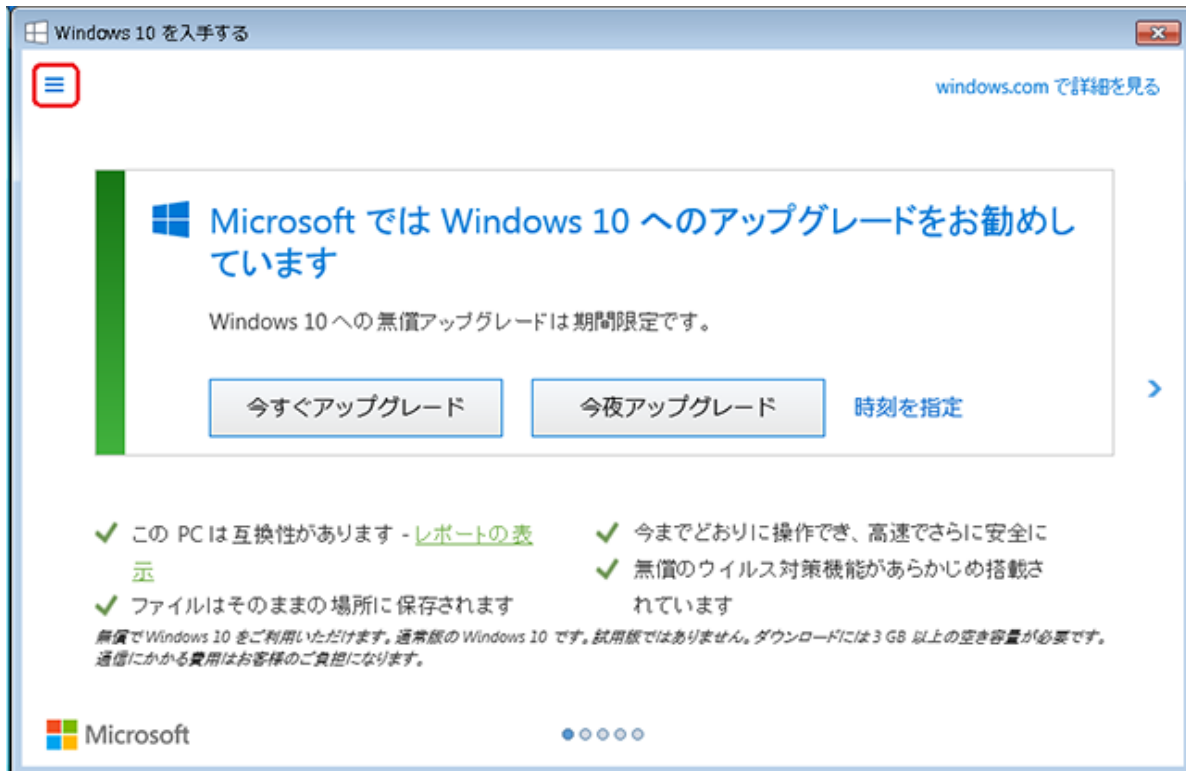 Windows 10 を入手する
windows.com で詳細を見る
Microsoft では Windows 10 へのアップグレードをお勧めし
ています
Windows 10 への無償アップグレードは期間限定です。
今すぐアップグレード
今夜アップグレード
時刻を指定
この PC は互換性があります - レポートの表
示
ファイルはそのままの場所に保存されます
今までどおりに操作でき、高速でさらに安全に
無償のウイルス対策機能があらかじめ搭載さ
れています
無償で Windows 10 をご利用いただけます。通常版の Windows 10 です。試用版ではありません。ダウンロードには 3 GB 以上の空き容量が必要です。
通信にかかる費用はお客様のご負担になります。
Microsoft